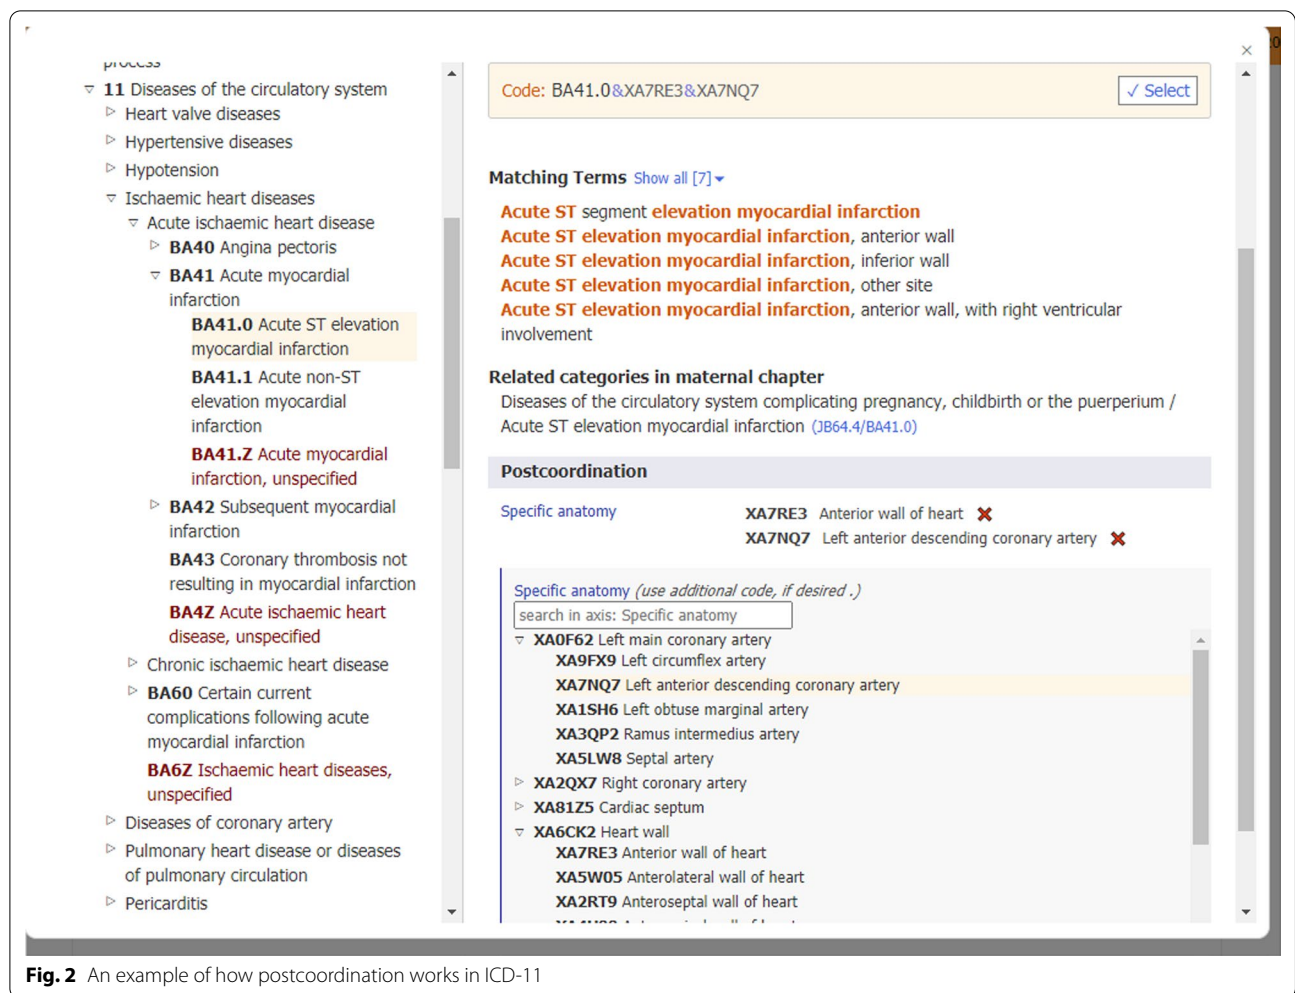 process
11 Diseases of the circulatory system
Heart valve diseases
Hypertensive diseases
Hypotension
Ischaemic heart diseases
Acute ischaemic heart disease
BA40 Angina pectoris
BA41 Acute myocardial
infarction
BA41.0 Acute ST elevation
myocardial infarction
BA41.1 Acute non-ST
elevation myocardial
infarction
BA41.Z Acute myocardial
infarction, unspecified
BA42 Subsequent myocardial
infarction
BA43 Coronary thrombosis not
resulting in myocardial infarction
BA4Z Acute ischaemic heart
disease, unspecified
Chronic ischaemic heart disease
BA60 Certain current
complications following acute
myocardial infarction
BA6Z Ischaemic heart diseases,
unspecified
Diseases of coronary artery
Pulmonary heart disease or diseases
of pulmonary circulation
Pericarditis
Code: BA41.0&XA7RE3&XA7NQ7
✓ Select
Matching Terms Show all [7]
Acute ST segment elevation myocardial infarction
Acute ST elevation myocardial infarction, anterior wall
Acute ST elevation myocardial infarction, inferior wall
Acute ST elevation myocardial infarction, other site
Acute ST elevation myocardial infarction, anterior wall, with right ventricular
involvement
Related categories in maternal chapter
Diseases of the circulatory system complicating pregnancy, childbirth or the puerperium /
Acute ST elevation myocardial infarction (JB64.4/BA41.0)
Postcoordination
Specific anatomy XA7RE3 Anterior wall of heart
XA7NQ7 Left anterior descending coronary artery
Specific anatomy (use additional code, if desired .)
search in axis: Specific anatomy
XA0F62 Left main coronary artery
XA9FX9 Left circumflex artery
XA7NQ7 Left anterior descending coronary artery
XA1SH6 Left obtuse marginal artery
XA3QP2 Ramus intermedius artery
XA5LW8 Septal artery
XA2QX7 Right coronary artery
XA81Z5 Cardiac septum
XA6CK2 Heart wall
XA7RE3 Anterior wall of heart
XA5W05 Anterolateral wall of heart
XA2RT9 Anteroseptal wall of heart
Fig. 2 An example of how postcoordination works in ICD-11